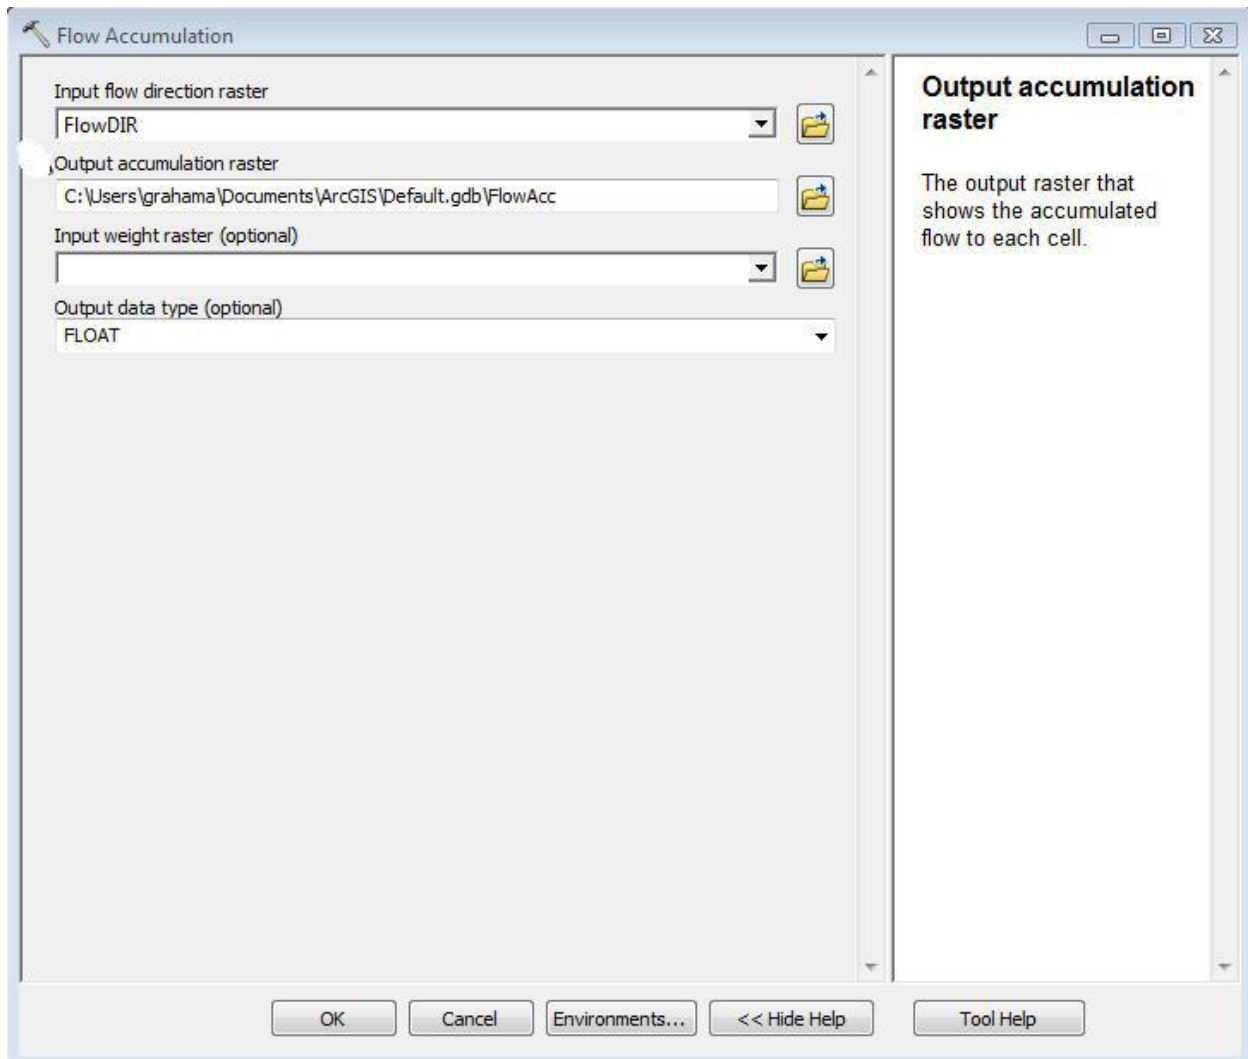 Flow Accumulation
Input flow direction raster
FlowDIR
Output accumulation raster
C:\Users\grahama\Documents\ArcGIS\Default.gdb\FlowAcc
Input weight raster (optional)
Output data type (optional)
FLOAT
Output accumulation
raster
The output raster that
shows the accumulated
flow to each cell.
OK
Cancel
Environments...
<< Hide Help
Tool Help